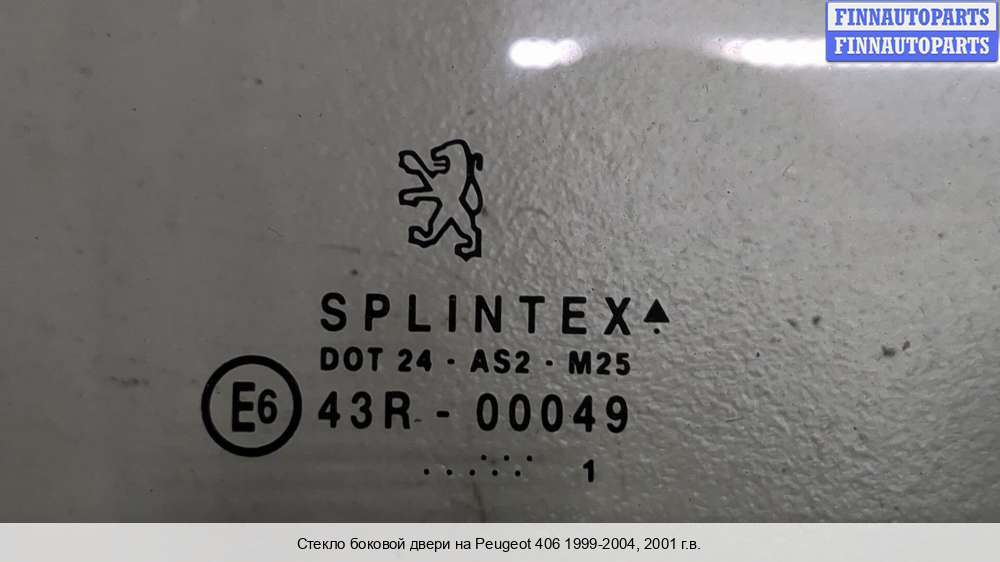 FINNAUTOPARTS
FINNAUTOPARTS
SPLINTEX
DOT 24 · AS2 · M25
E6 43R - 00049
1
Стекло боковой двери на Peugeot 406 1999-2004, 2001 г.в.